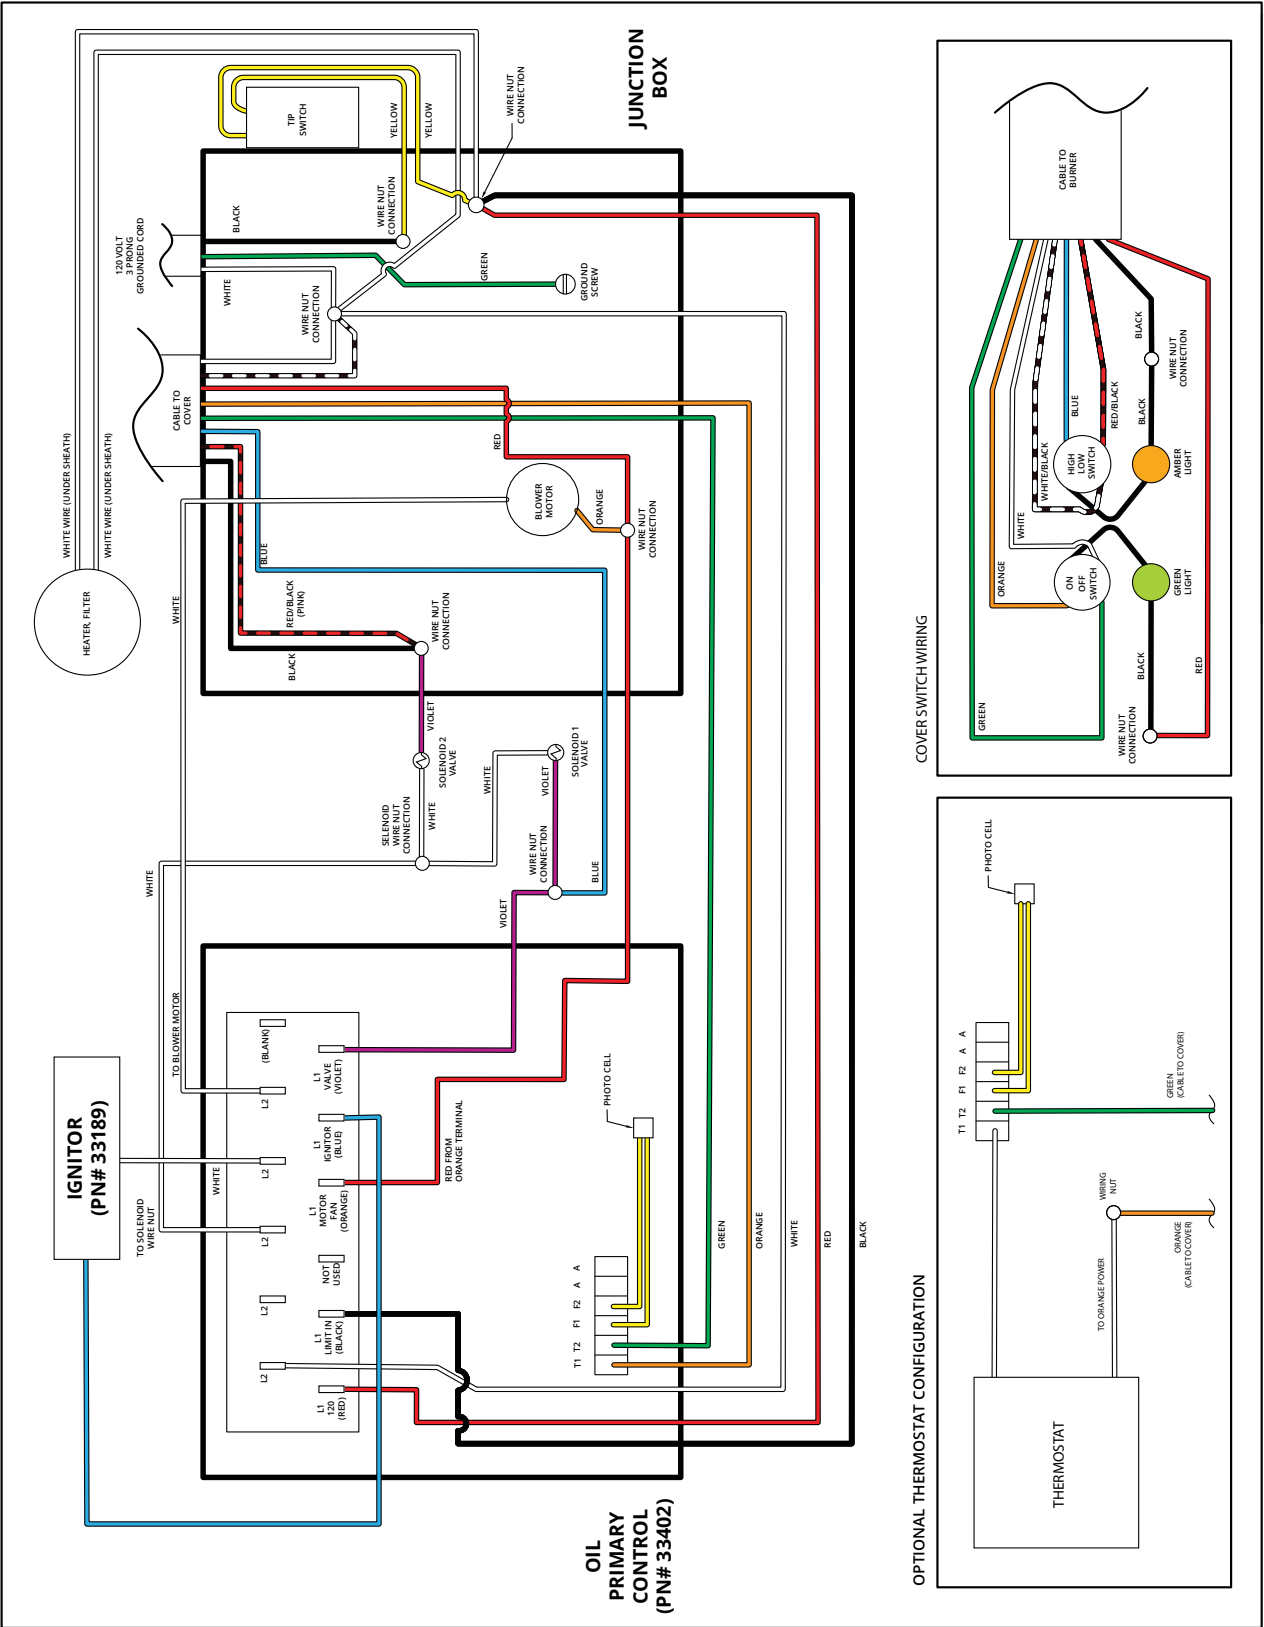 JUNCTION
BOX
TIP
SWITCH
YELLOW
YELLOW
WIRE NUT
CONNECTION
WIRE NUT
CONNECTION
BLACK
120 VOLT
3 PRONG
GROUNDED CORD
WHITE
GREEN
GROUND
SCREW
WIRE NUT
CONNECTION
CABLE TO
COVER
RED
WHITE WIRE (UNDER SHEATH)
WHITE WIRE (UNDER SHEATH)
HEATER, FILTER
BLOWER
MOTOR
ORANGE
WIRE NUT
CONNECTION
WHITE
BLUE
RED/BLACK
(PINK)
BLACK
WIRE NUT
CONNECTION
VIOLET
SOLENOID 2
VALVE
WHITE
SELENOID
WIRE NUT
CONNECTION
WHITE
VIOLET
SOLENOID 1
VALVE
WIRE NUT
CONNECTION
BLUE
VIOLET
WHITE
TO BLOWER MOTOR
IGNITOR
(PN# 33189)
TO SOLENOID
WIRE NUT
WHITE
(BLANK)
L2
L2
L2
L2
L2
L1
VALVE
(VIOLET)
L1
IGNITOR
(BLUE)
L1
MOTOR
FAN
(ORANGE)
NOT
USED
L1
LIMIT IN
(BLACK)
L1
120
(RED)
RED FROM
ORANGE TERMINAL
PHOTO CELL
T1 T2 F1 F2 A A
GREEN
ORANGE
WHITE
RED
BLACK
OIL
PRIMARY
CONTROL
(PN# 33402)
COVER SWITCH WIRING
CABLE TO
BURNER
BLACK
WIRE NUT
CONNECTION
BLACK
RED/BLACK
BLUE
WHITE/BLACK
WHITE
ORANGE
GREEN
HIGH
LOW
SWITCH
AMBER
LIGHT
ON
OFF
SWITCH
GREEN
LIGHT
BLACK
WIRE NUT
CONNECTION
RED
OPTIONAL THERMOSTAT CONFIGURATION
PHOTO CELL
T1 T2 F1 F2 A A
GREEN
(CABLE TO COVER)
WIRING
NUT
ORANGE
(CABLE TO COVER)
TO ORANGE POWER
THERMOSTAT